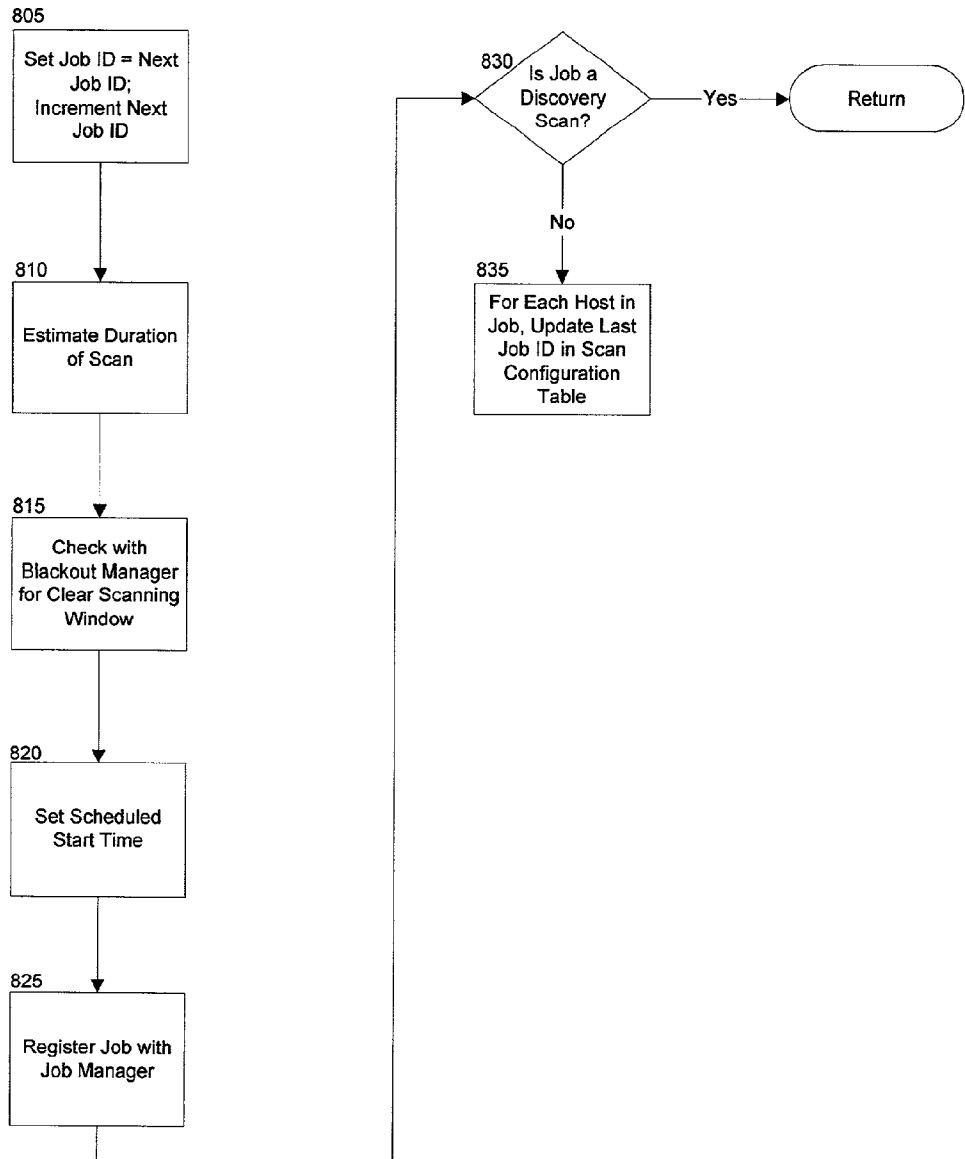 805
Set Job ID = Next
Job ID;
Increment Next
Job ID
810
Estimate Duration
of Scan
815
Check with
Blackout Manager
for Clear Scanning
Window
820
Set Scheduled
Start Time
825
Register Job with
Job Manager
830
Is Job a
Discovery
Scan?
Yes
Return
No
835
For Each Host in
Job, Update Last
Job ID in Scan
Configuration
Table